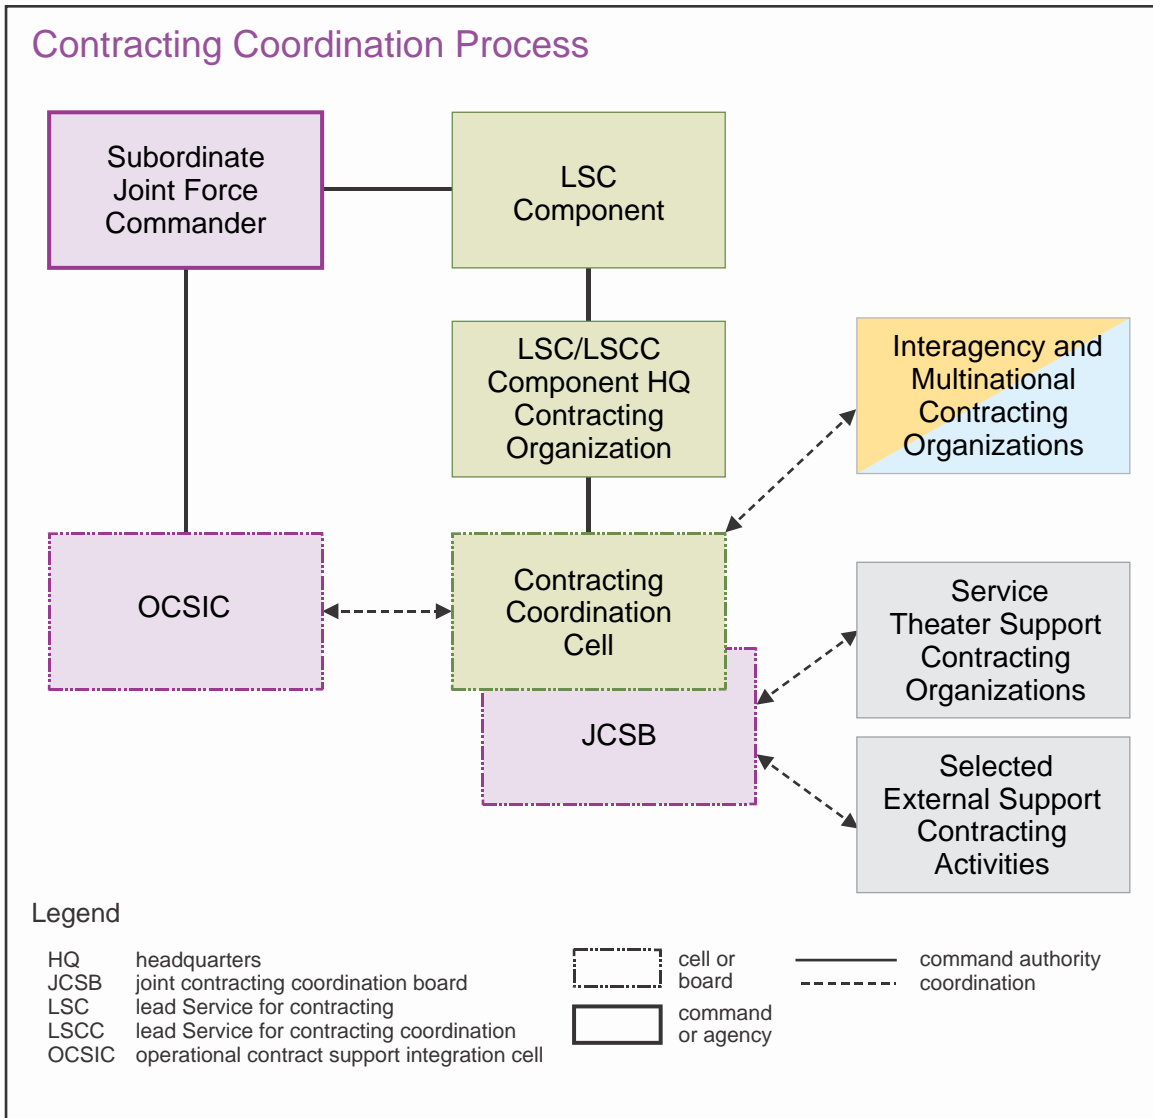 Contracting Coordination Process
Subordinate
Joint Force
Commander
LSC
Component
LSC/LSCC
Component HQ
Contracting
Organization
Interagency and
Multinational
Contracting
Organizations
OCSIC
Contracting
Coordination
Cell
JCSB
Service
Theater Support
Contracting
Organizations
Selected
External Support
Contracting
Activities
Legend
HQ headquarters
JCSB joint contracting coordination board
LSC lead Service for contracting
LSCC lead Service for contracting coordination
OCSIC operational contract support integration cell
cell or
board
command
or agency
command authority
coordination